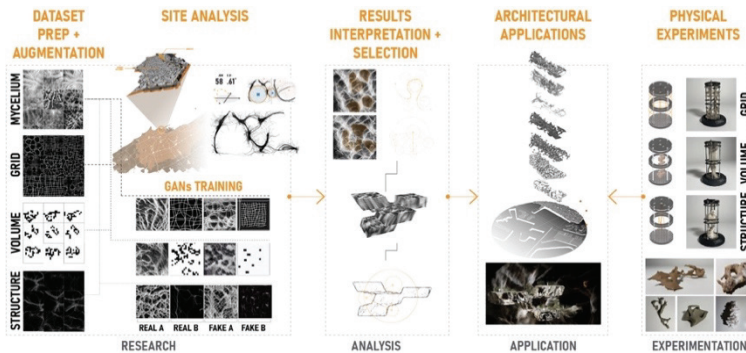 DATASET
PREP +
AUGMENTATION
SITE ANALYSIS
RESULTS
INTERPRETATION +
SELECTION
ARCHITECTURAL
APPLICATIONS
PHYSICAL
EXPERIMENTS
MYCELIUM
GRID
VOLUME
STRUCTURE
GANs TRAINING
REAL A
REAL B
FAKE A
FAKE B
GRID
VOLUME
STRUCTURE
RESEARCH
ANALYSIS
APPLICATION
EXPERIMENTATION